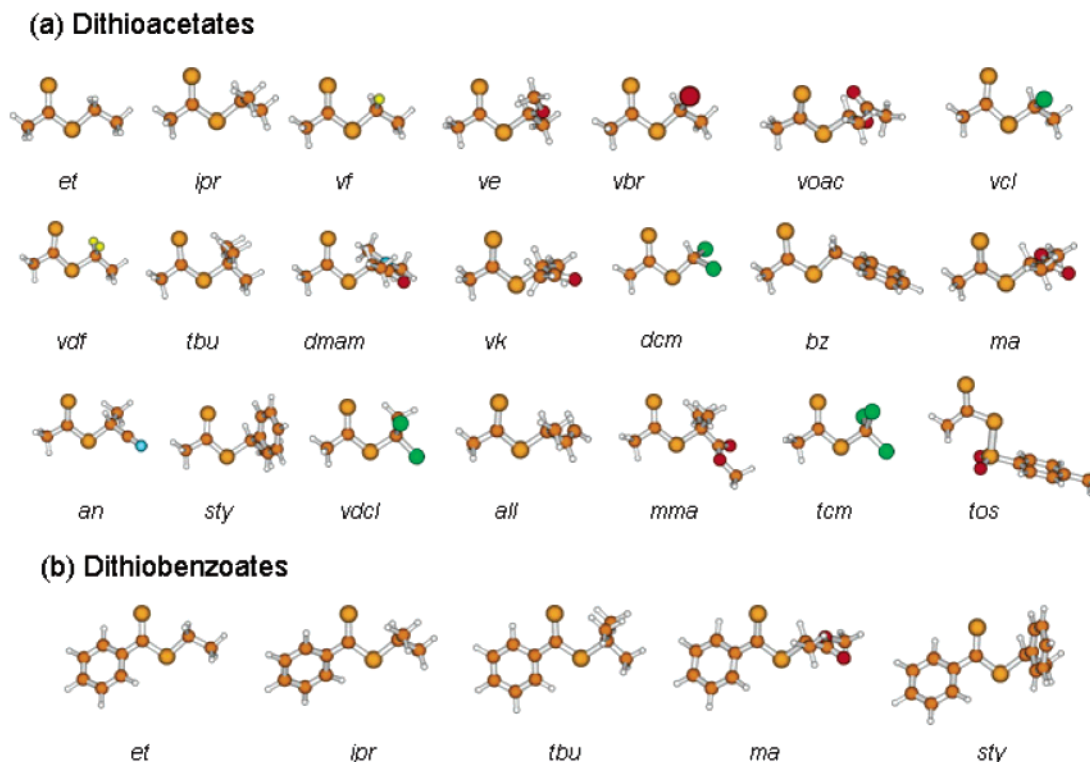 (a) Dithioacetates
et ipr vf ve vbr voac vcl
vdf tbu dmam vk dcm bz ma
an sty vdcl all mma tcm tos
(b) Dithiobenzoates
et ipr tbu ma sty